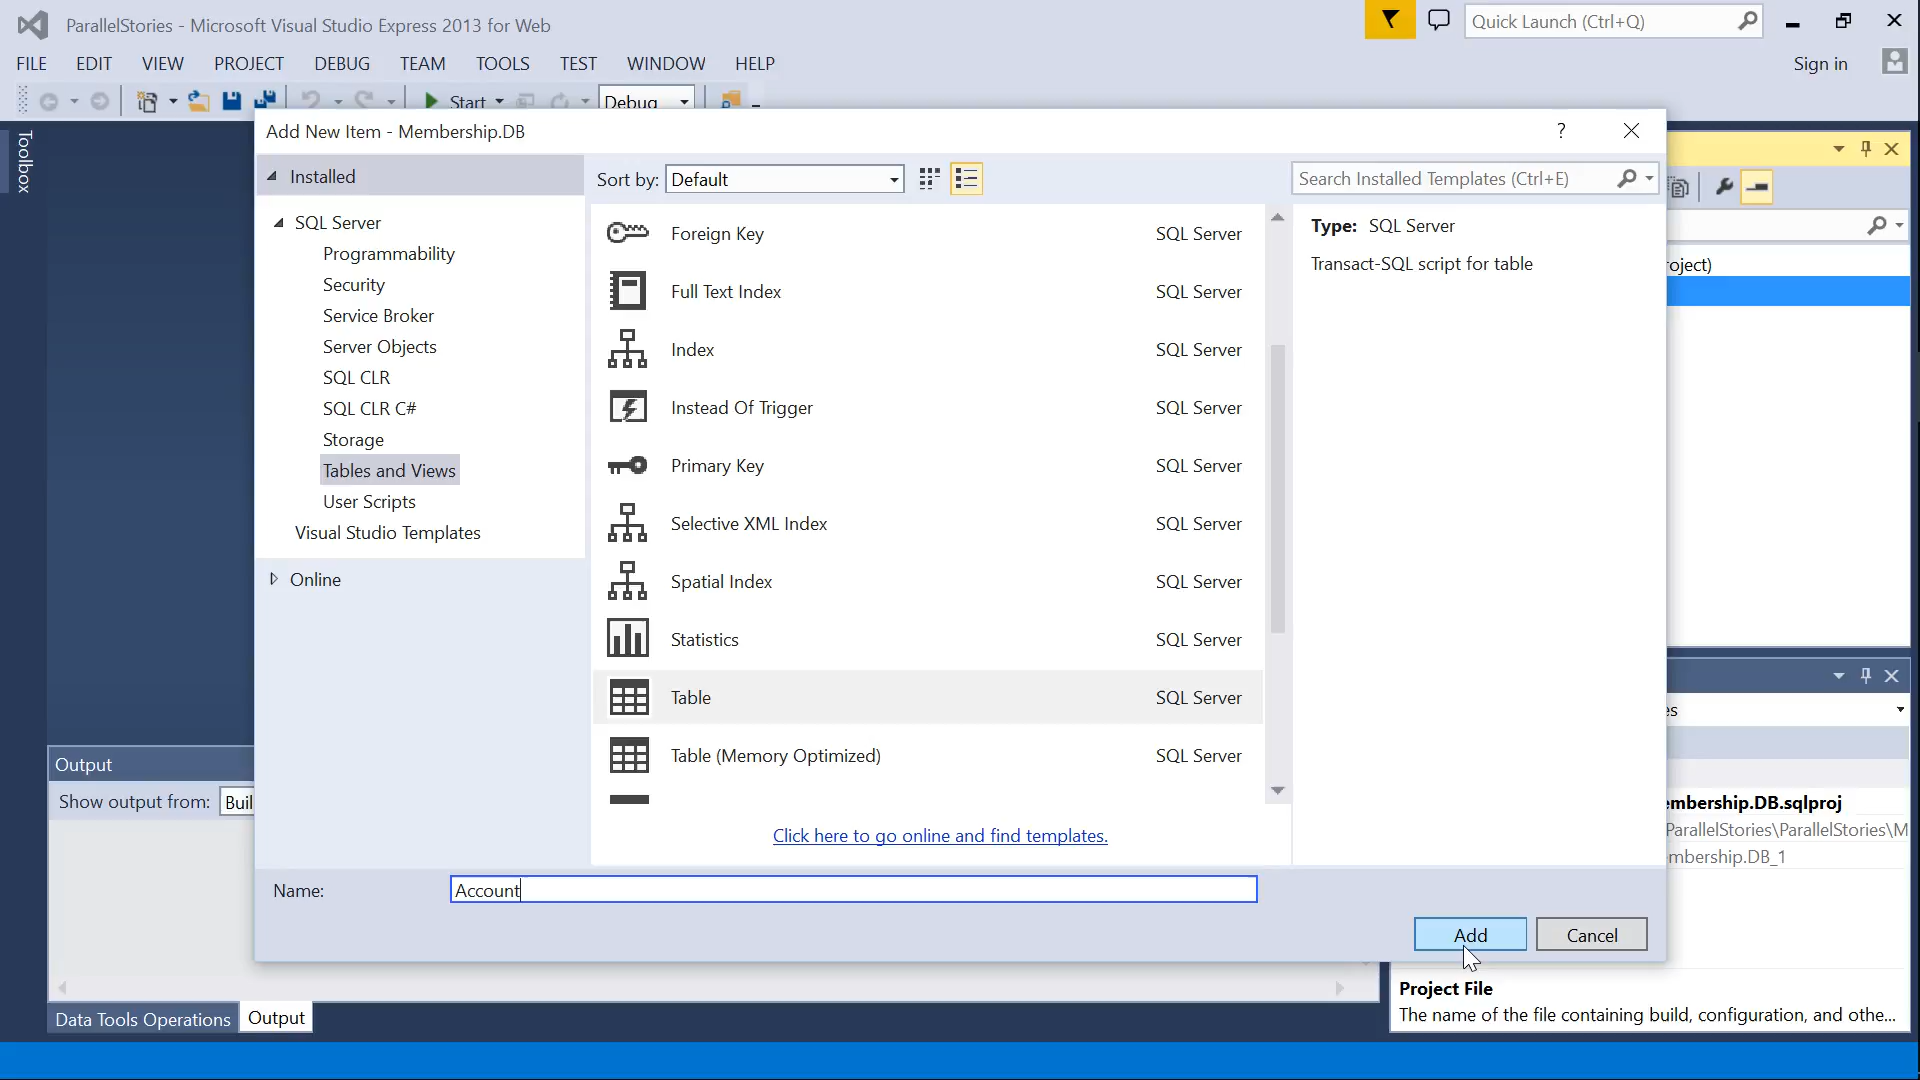 ParallelStories - Microsoft Visual Studio Express 2013 for Web
Quick Launch (Ctrl+Q)
FILE EDIT VIEW PROJECT DEBUG TEAM TOOLS TEST WINDOW HELP
Sign in
Start
Debug
Toolbox
Add New Item - Membership.DB
?
Installed
Sort by: Default
Search Installed Templates (Ctrl+E)
SQL Server
Programmability
Security
Service Broker
Server Objects
SQL CLR
SQL CLR C#
Storage
Tables and Views
User Scripts
Visual Studio Templates
Online
Foreign Key SQL Server
Full Text Index SQL Server
Index SQL Server
Instead Of Trigger SQL Server
Primary Key SQL Server
Selective XML Index SQL Server
Spatial Index SQL Server
Statistics SQL Server
Table SQL Server
Table (Memory Optimized) SQL Server
Click here to go online and find templates.
Type: SQL Server
Transact-SQL script for table
Name: Account
Add
Cancel
oject)
es
embership.DB.sqlproj
ParallelStories\ParallelStories\M
mbership.DB_1
Project File
The name of the file containing build, configuration, and othe...
Output
Show output from: Buil
Data Tools Operations
Output